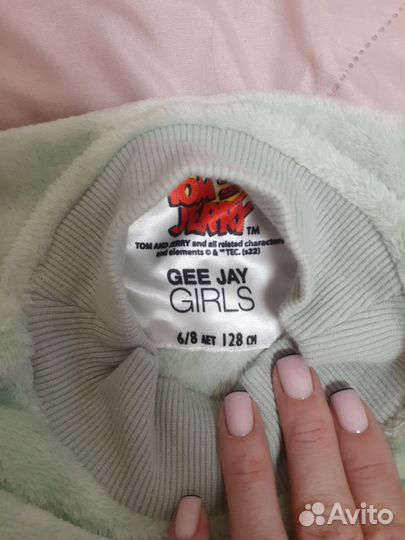 TOM
JERRY TM
TOM AND JERRY and all related characters
and elements © & ™ TEC. (s22)
GEE JAY
GIRLS
6/8 ЛЕТ 128 СМ
Avito